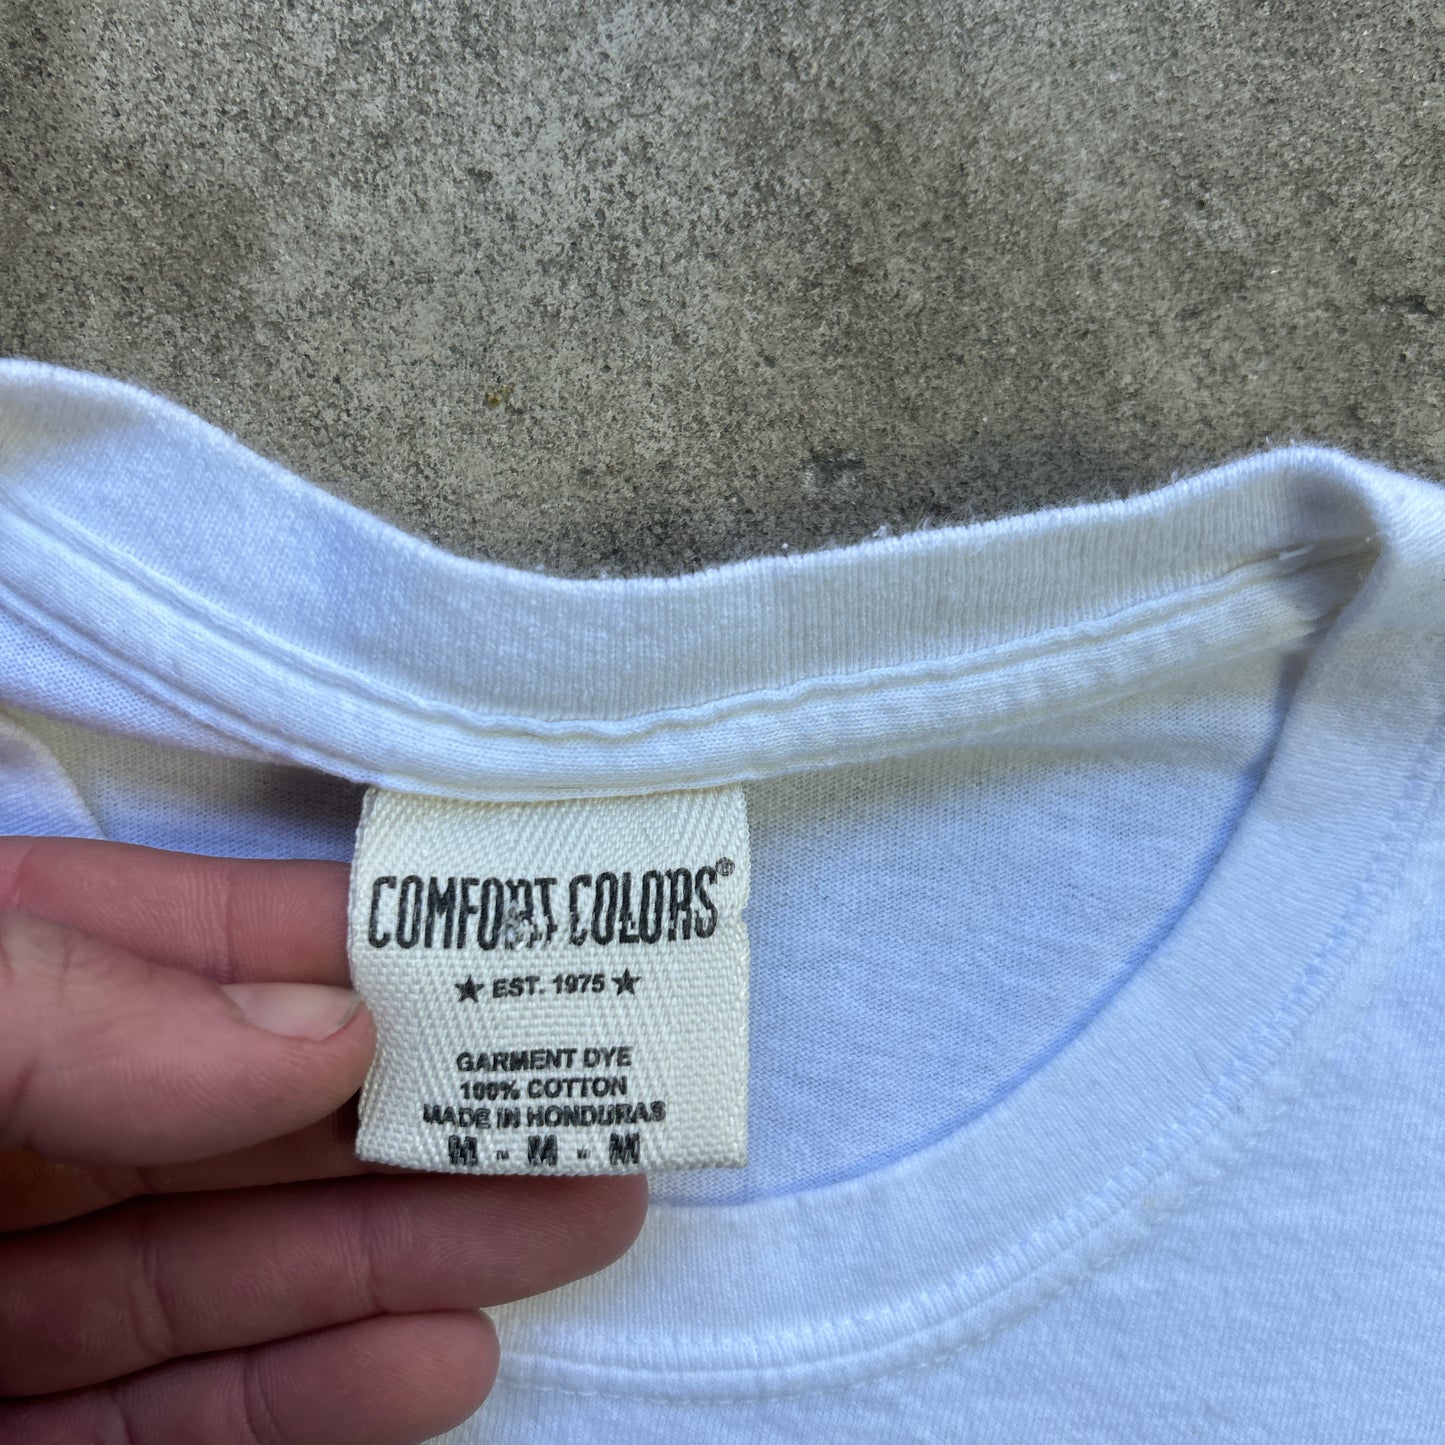 COMFORT COLORS®
★ EST. 1975 ★
GARMENT DYE
100% COTTON
MADE IN HONDURAS
M - M - M